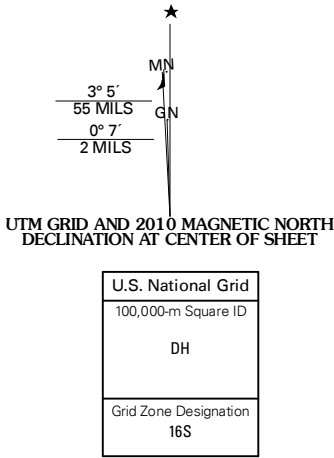 ★
MN
3° 5´
55 MILS
GN
0° 7´
2 MILS
UTM GRID AND 2010 MAGNETIC NORTH
DECLINATION AT CENTER OF SHEET
U.S. National Grid
100,000-m Square ID
DH
Grid Zone Designation
16S